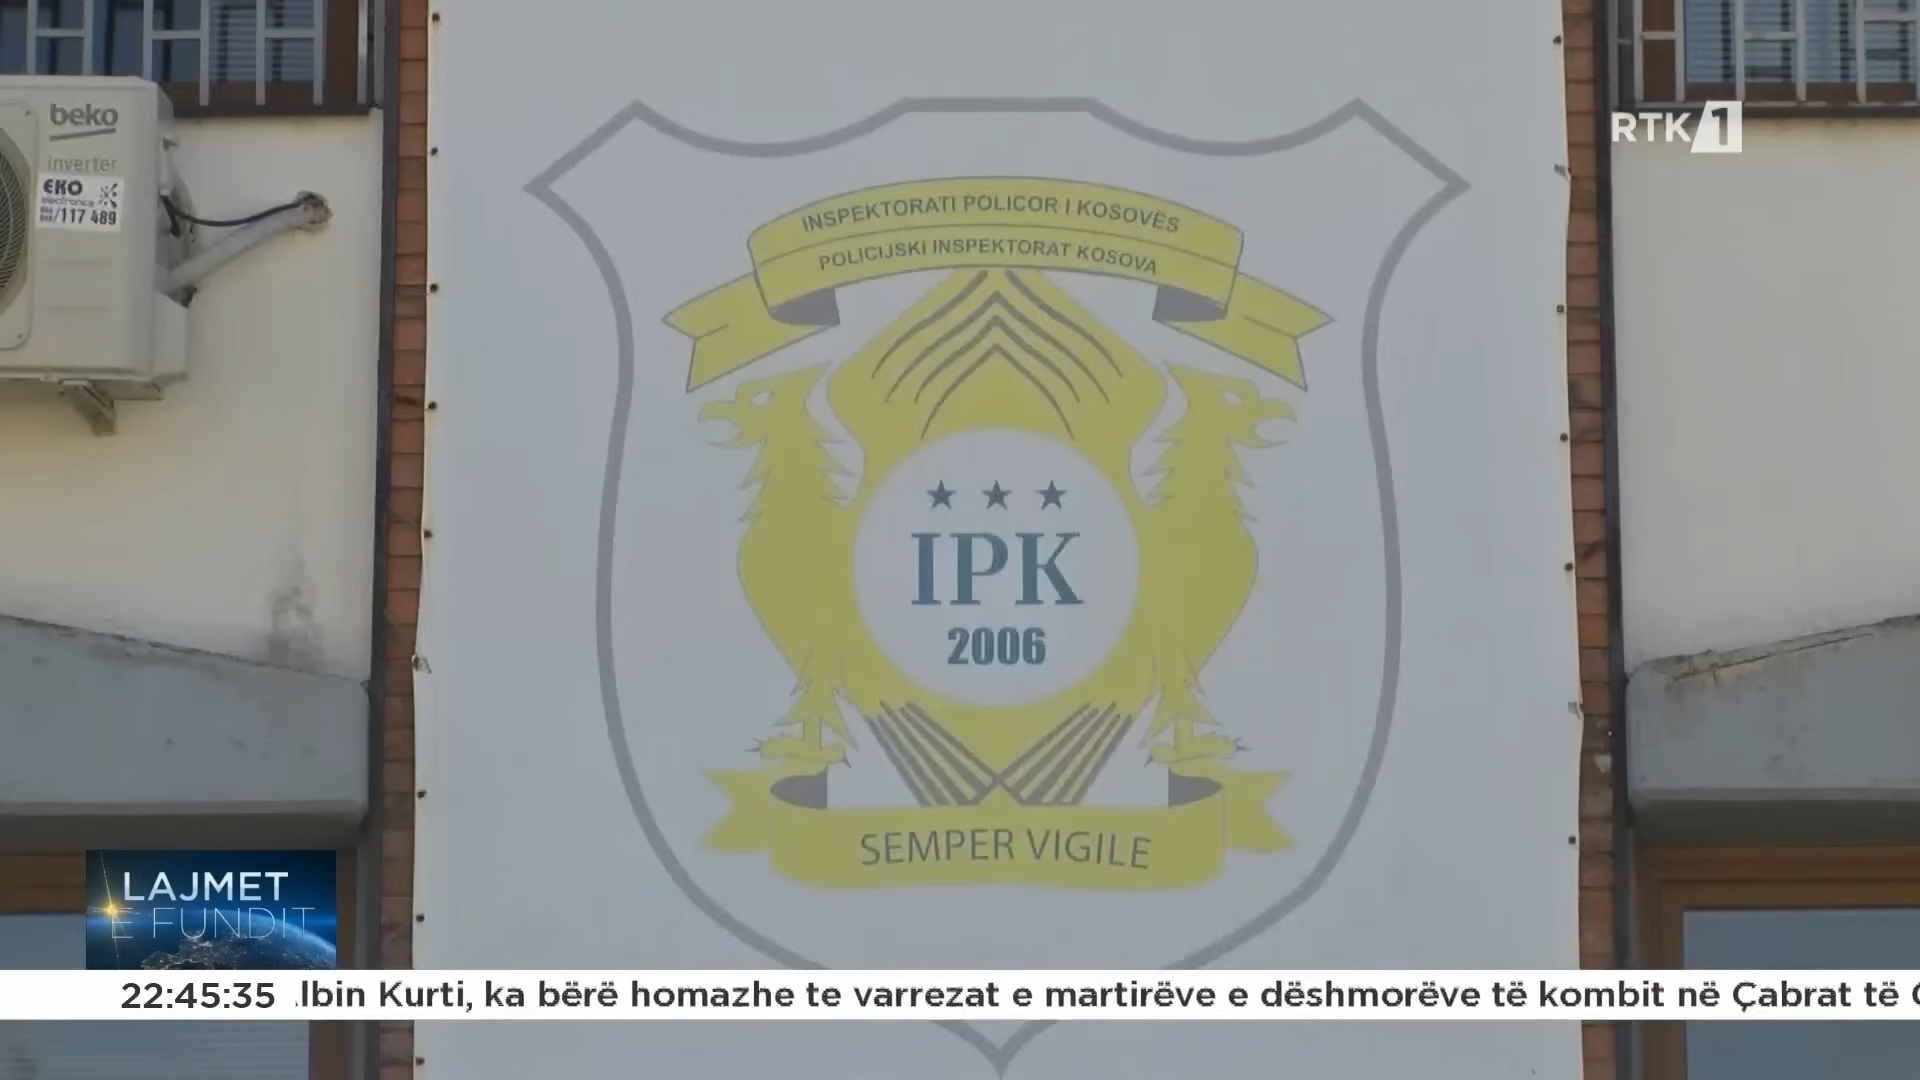 beko
inverter
EKO
electronics
/117 489
RTK 1
INSPEKTORATI POLICOR I KOSOVËS
POLICIJSKI INSPEKTORAT KOSOVA
IPK
2006
SEMPER VIGILE
LAJMET
E FUNDIT
22:45:35 lbin Kurti, ka bërë homazhe te varrezat e martirëve e dëshmorëve të kombit në Çabrat të